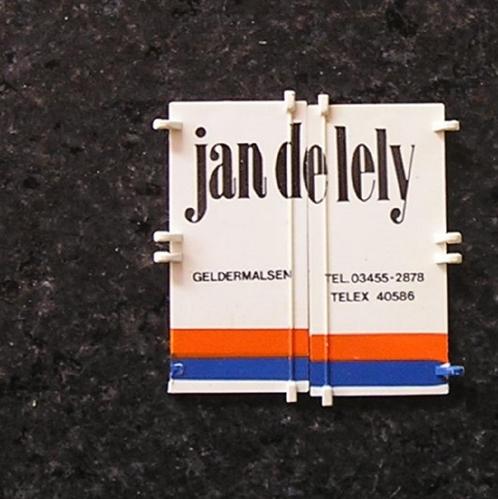 jan de lely
GELDERMALSEN TEL. 03455-2878
TELEX 40586